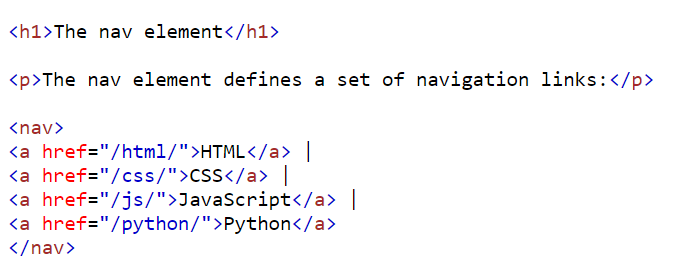 <h1>The nav element</h1>
<p>The nav element defines a set of navigation links:</p>
<nav>
<a href="/html/">HTML</a> |
<a href="/css/">CSS</a> |
<a href="/js/">JavaScript</a> |
<a href="/python/">Python</a>
</nav>